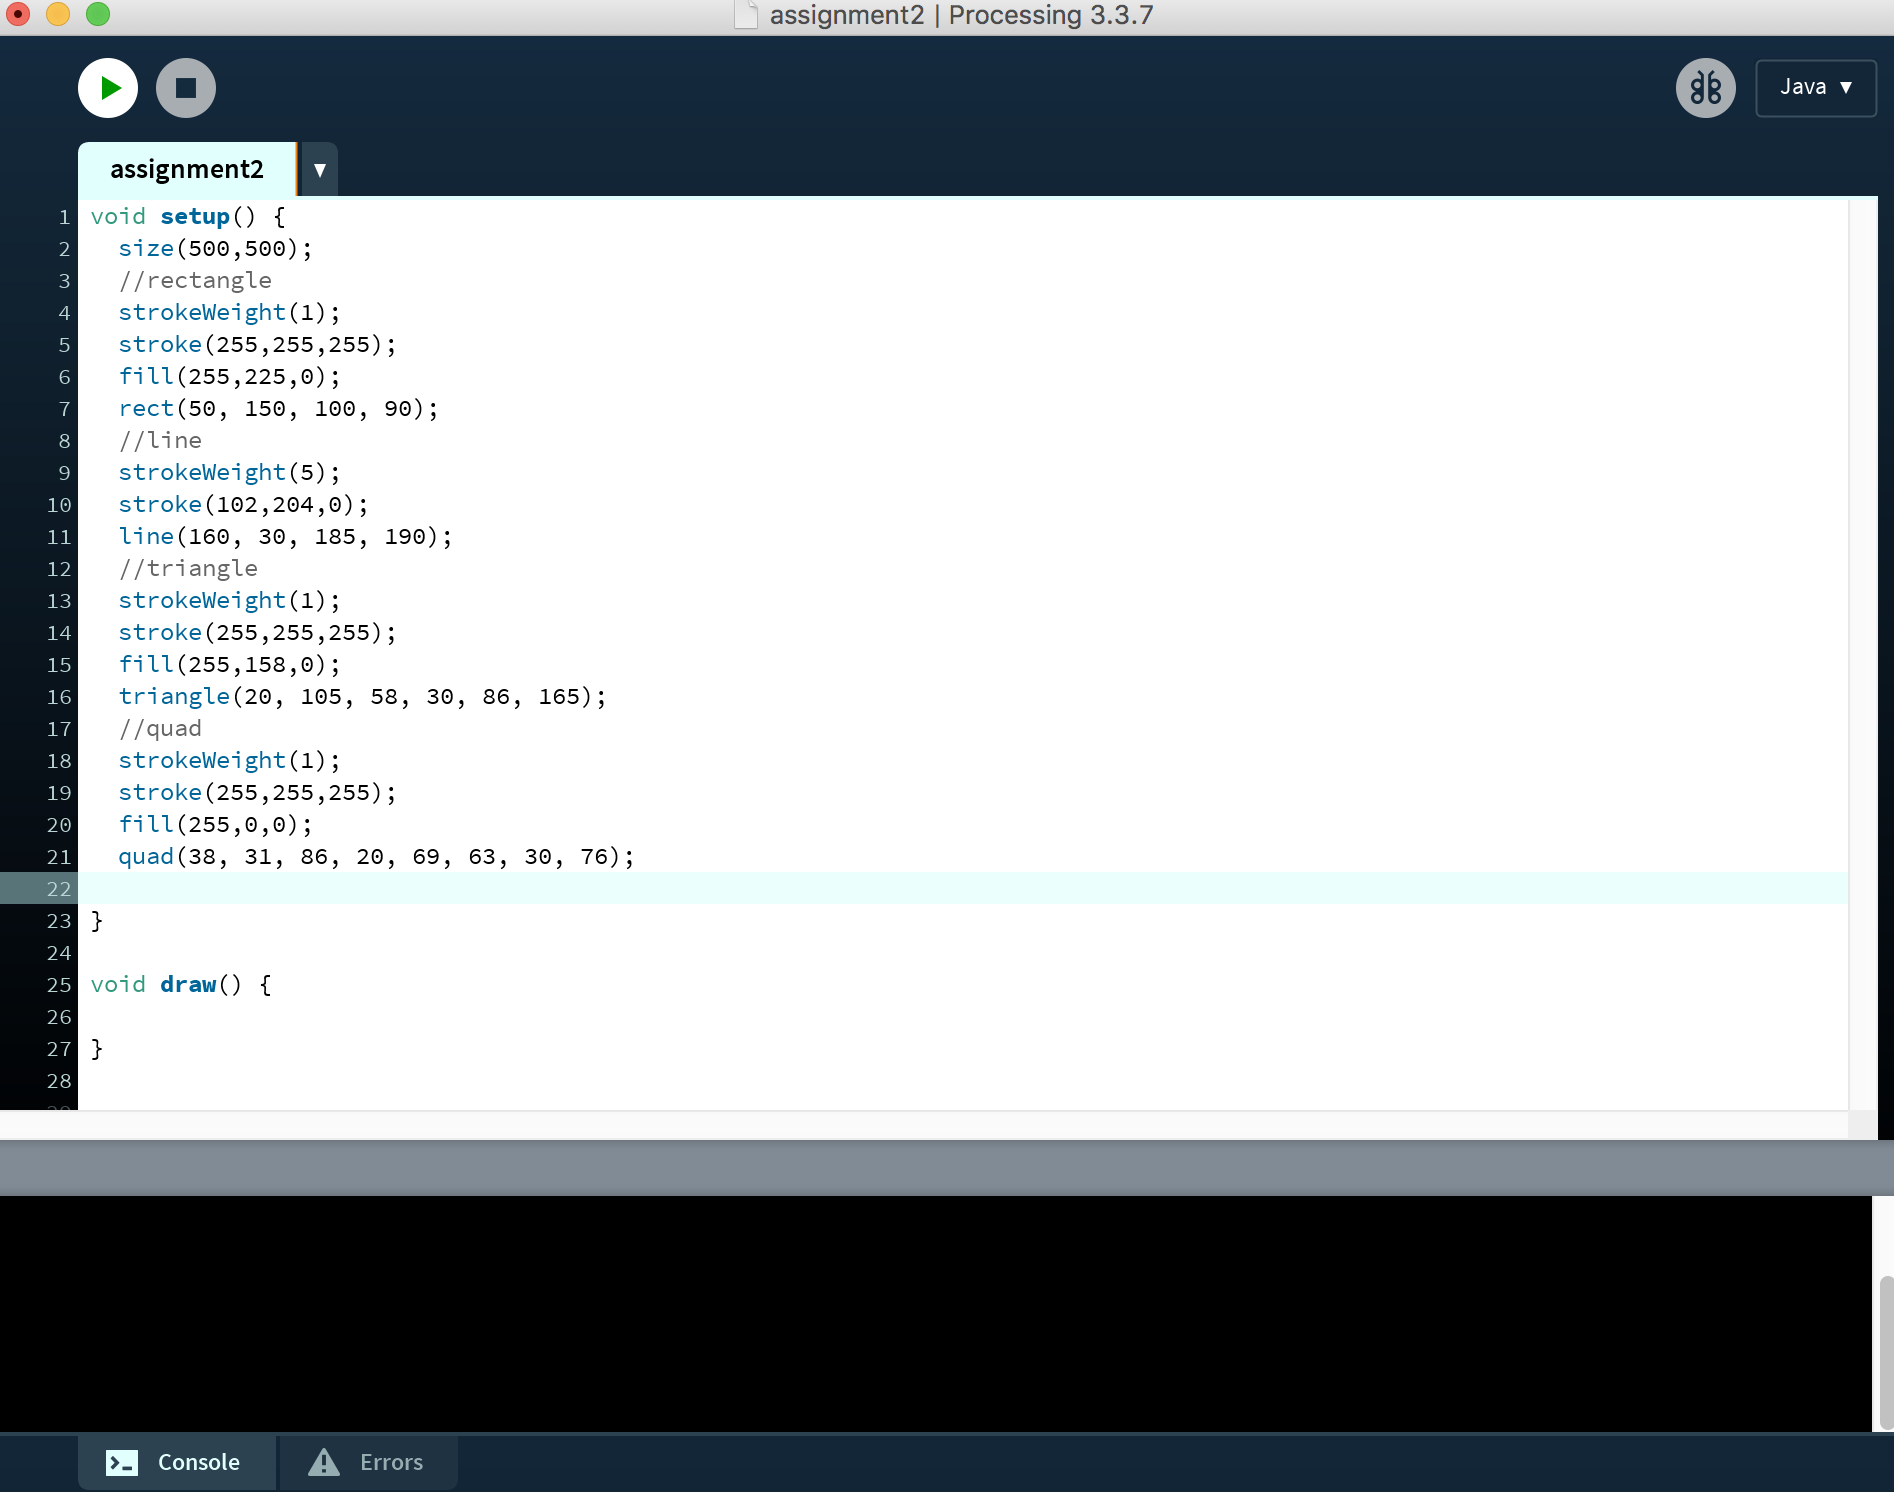 assignment2 | Processing 3.3.7
Java ▼
assignment2 ▼
1 void setup() {
2   size(500,500);
3   //rectangle
4   strokeWeight(1);
5   stroke(255,255,255);
6   fill(255,225,0);
7   rect(50, 150, 100, 90);
8   //line
9   strokeWeight(5);
10   stroke(102,204,0);
11   line(160, 30, 185, 190);
12   //triangle
13   strokeWeight(1);
14   stroke(255,255,255);
15   fill(255,158,0);
16   triangle(20, 105, 58, 30, 86, 165);
17   //quad
18   strokeWeight(1);
19   stroke(255,255,255);
20   fill(255,0,0);
21   quad(38, 31, 86, 20, 69, 63, 30, 76);
22
23 }
24
25 void draw() {
26
27 }
28
Console Errors